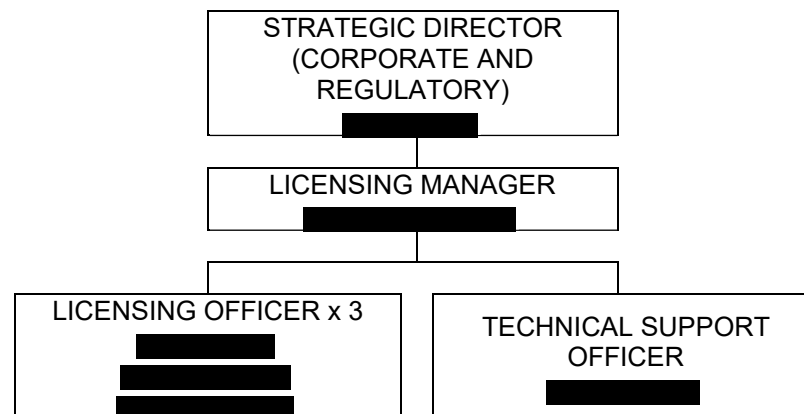 STRATEGIC DIRECTOR
(CORPORATE AND
REGULATORY)
LICENSING MANAGER
LICENSING OFFICER x 3
TECHNICAL SUPPORT
OFFICER